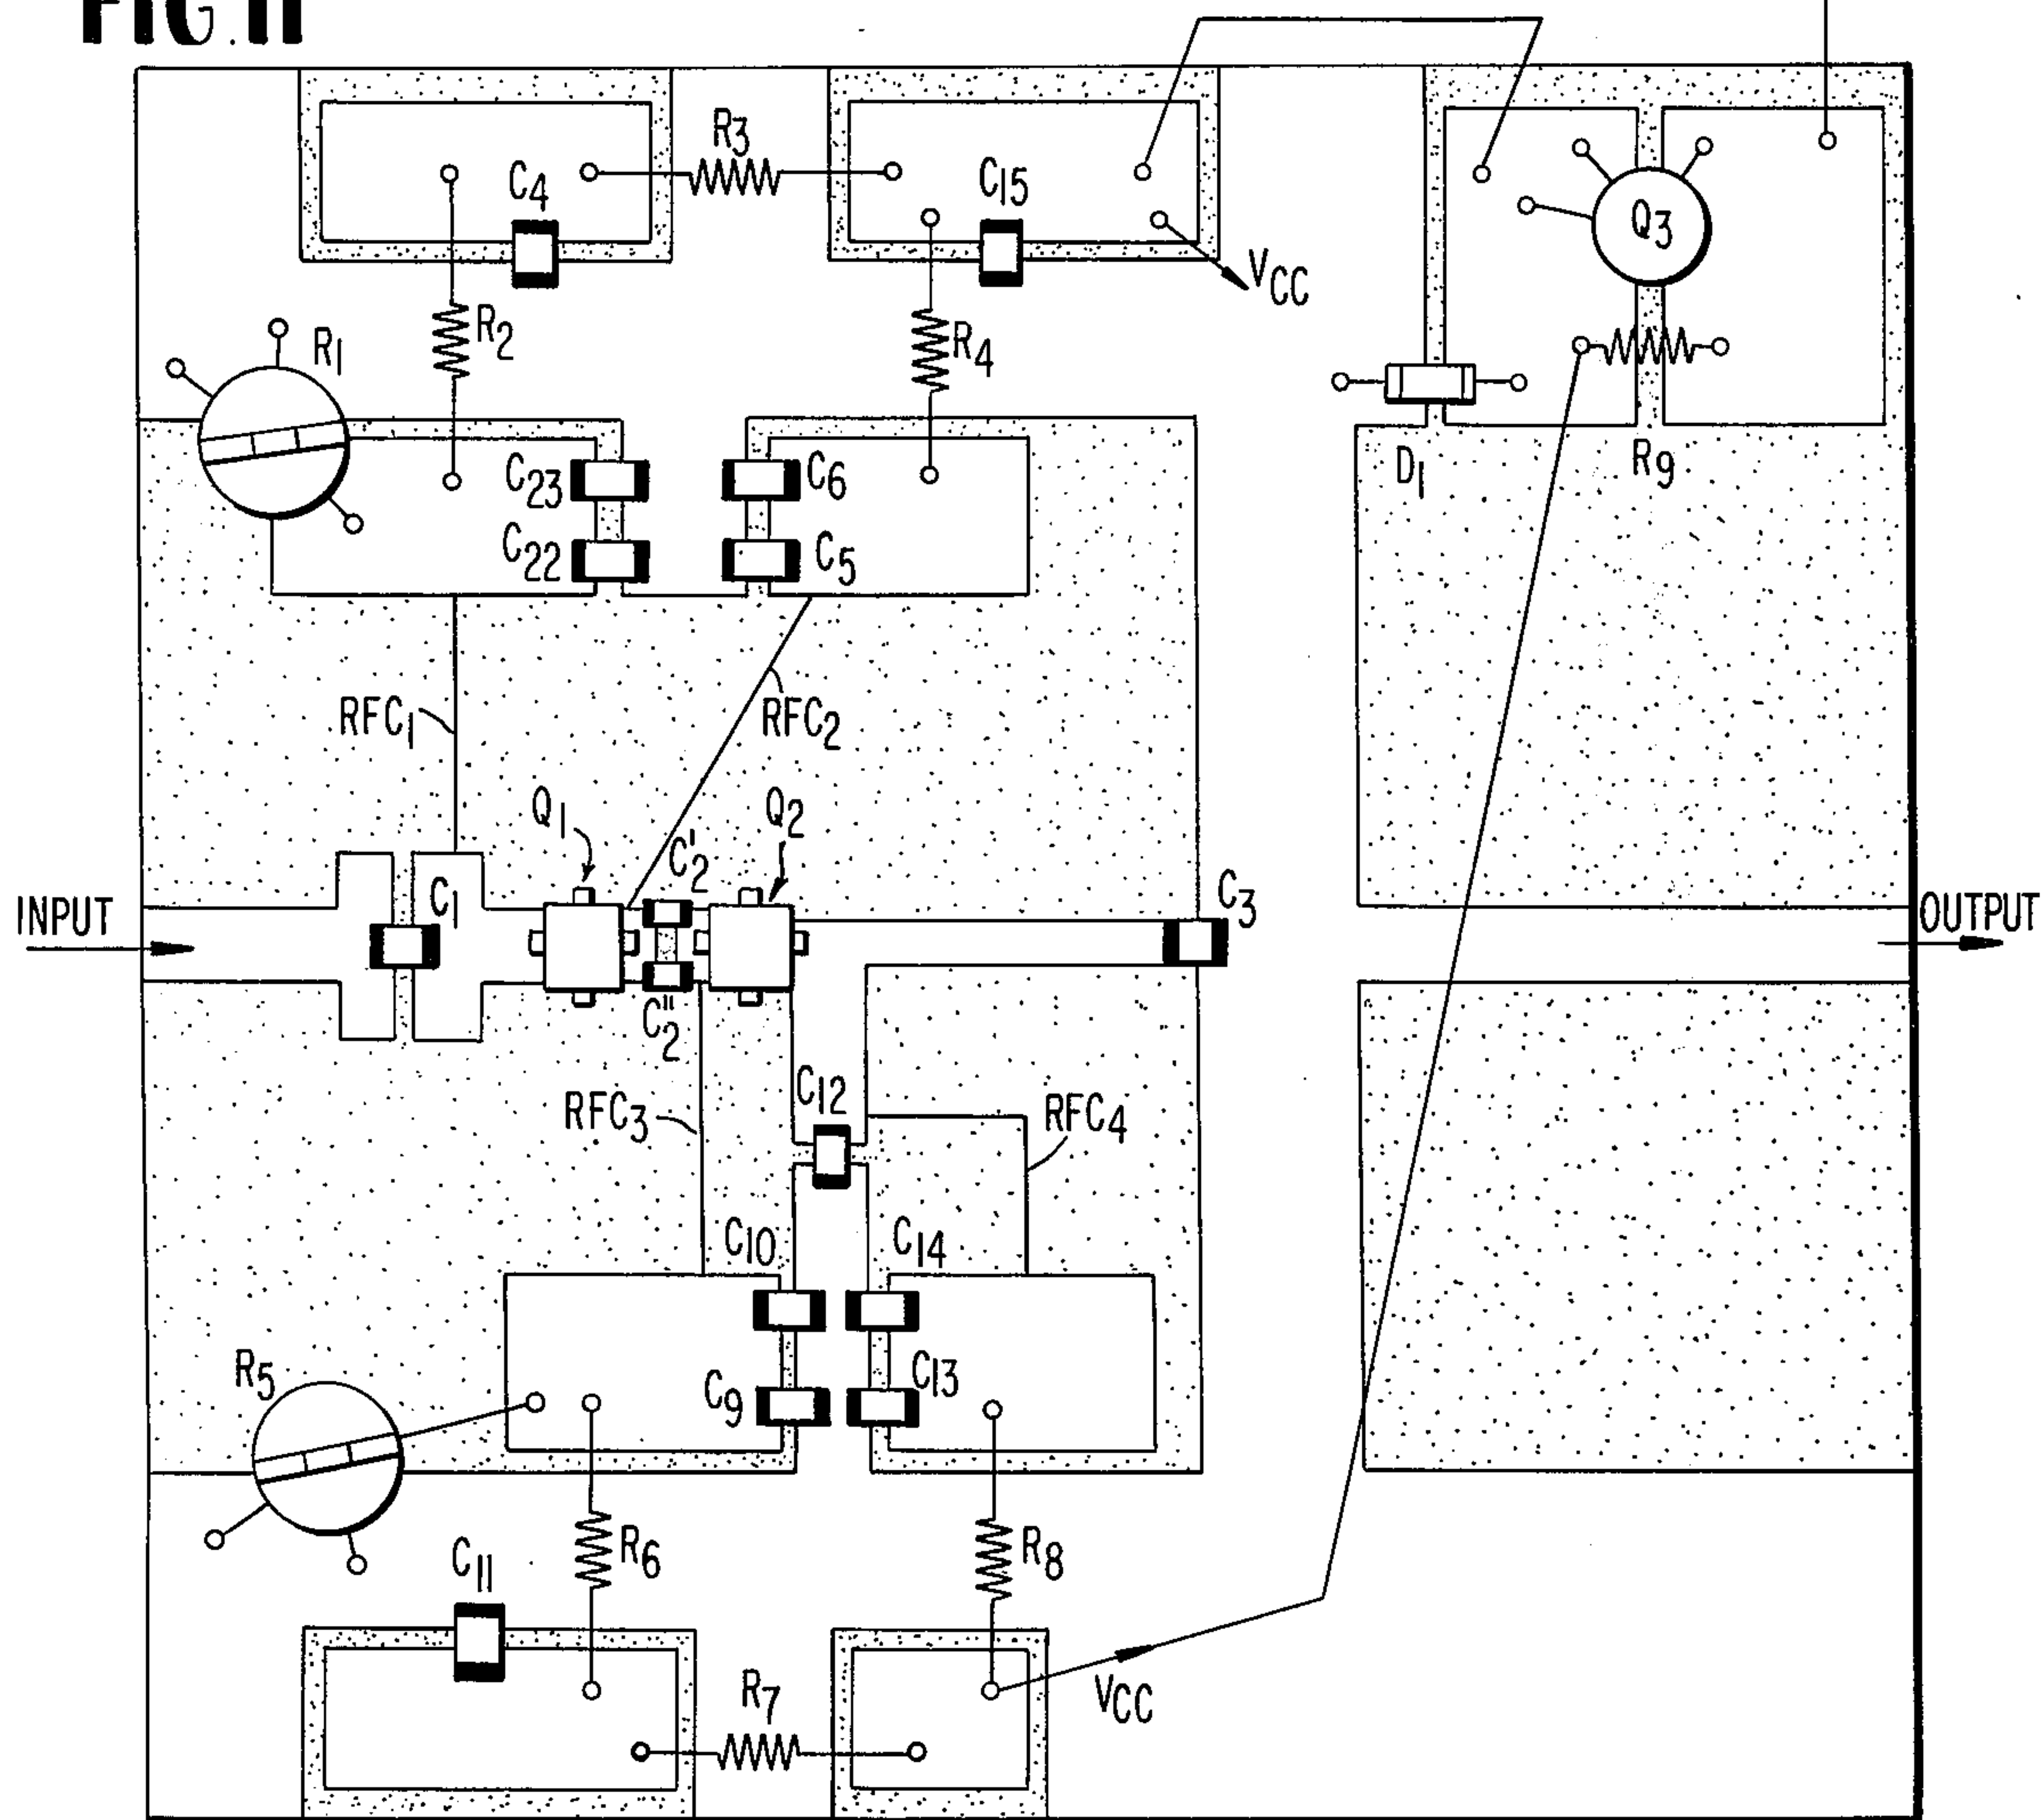 FIG. 11
R3
C4
C15
Q3
VCC
R1
R2
R4
D1
R9
C23
C6
C22
C5
RFC1
RFC2
Q1
Q2
C'2
C1
C3
INPUT
OUTPUT
C"2
C12
RFC3
RFC4
C10
C14
R5
C9
C13
C11
R6
R8
R7
VCC